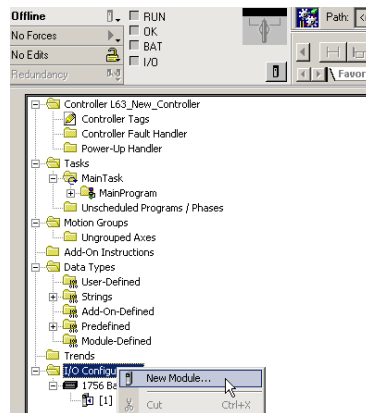 Offline
RUN
Path:
No Forces
OK
No Edits
BAT
Redundancy
I/O
Favor
Controller L63_New_Controller
Controller Tags
Controller Fault Handler
Power-Up Handler
Tasks
MainTask
MainProgram
Unscheduled Programs / Phases
Motion Groups
Ungrouped Axes
Add-On Instructions
Data Types
User-Defined
Strings
Add-On-Defined
Predefined
Module-Defined
Trends
I/O Configu
New Module...
1756 Ba
[1]
Cut Ctrl+X